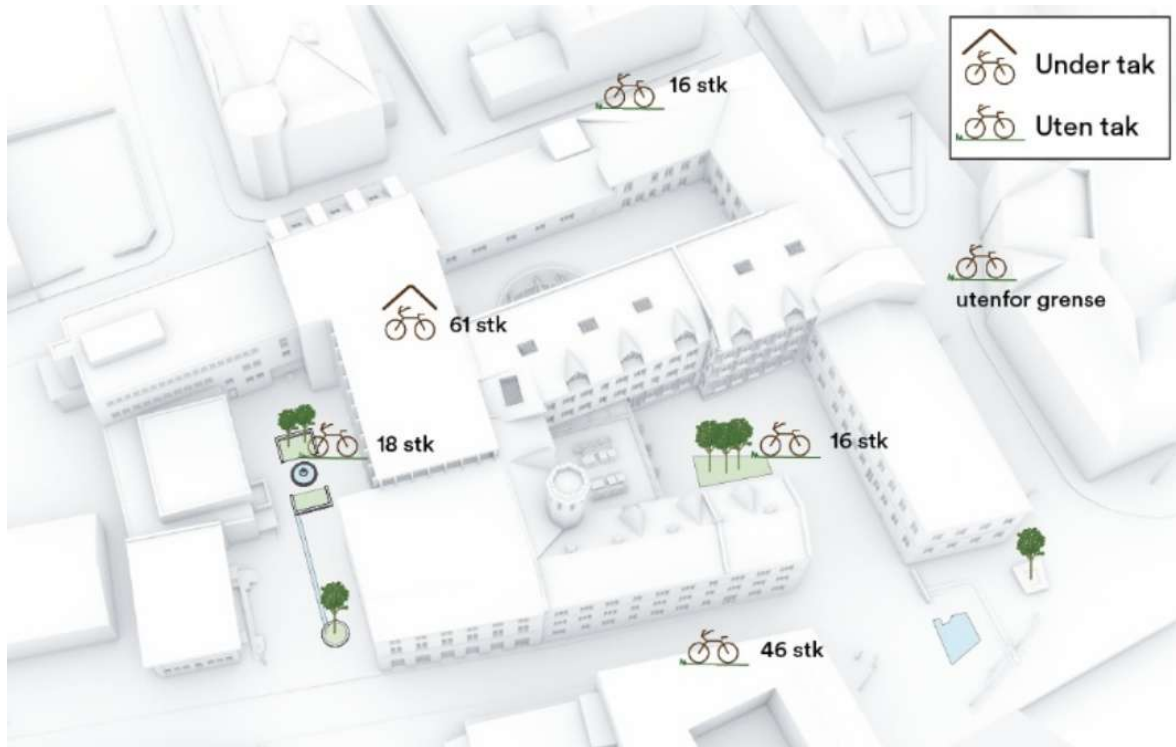 16 stk
Under tak
Uten tak
utenfor grense
61 stk
18 stk
16 stk
46 stk